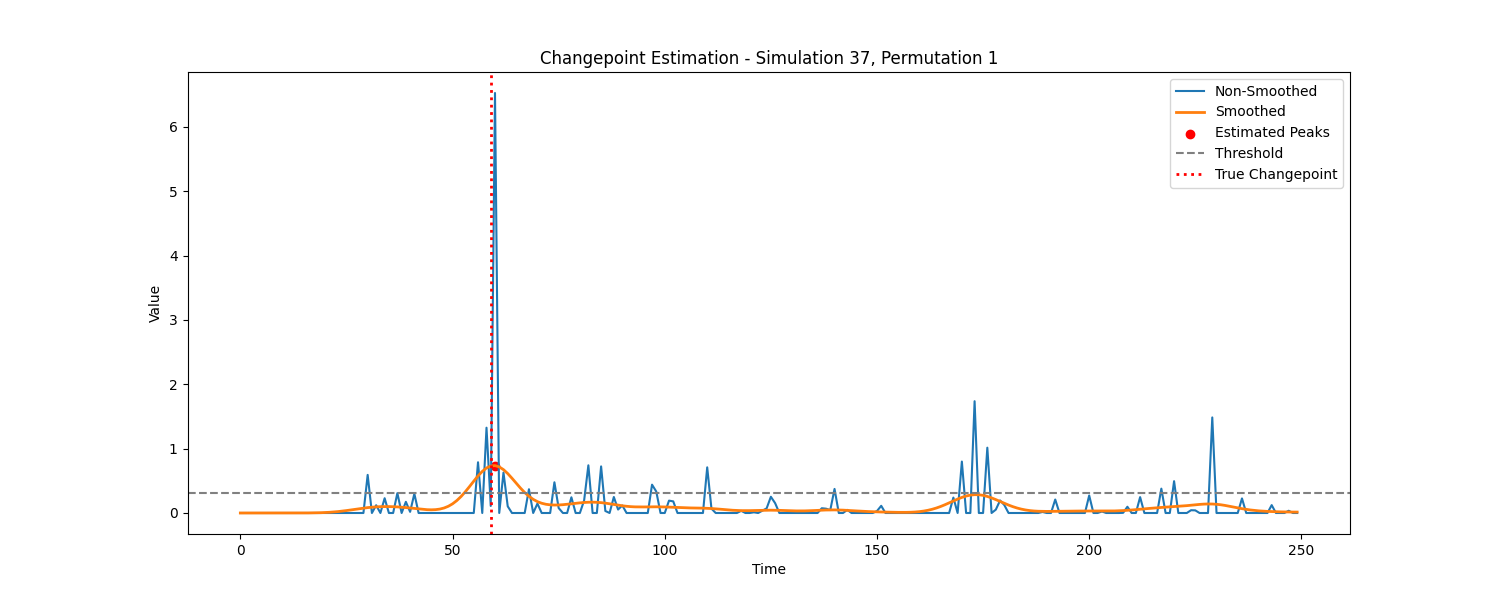 Changepoint Estimation - Simulation 37, Permutation 1
Non-Smoothed
Smoothed
Estimated Peaks
Threshold
True Changepoint
Value
6
5
4
3
2
1
0
0 50 100 150 200 250
Time